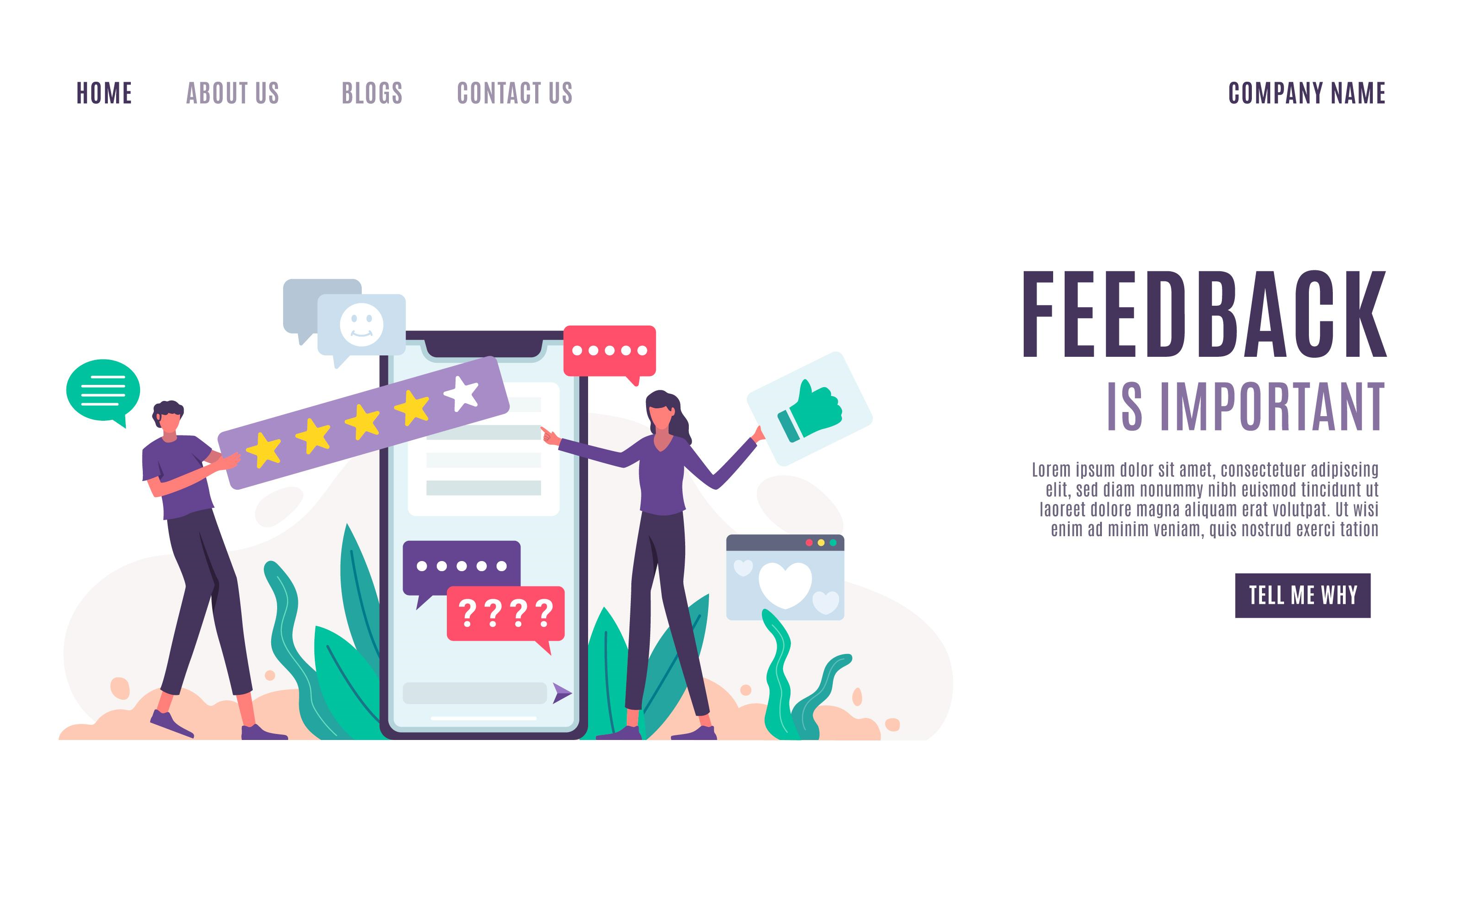 HOME ABOUT US BLOGS CONTACT US COMPANY NAME
FEEDBACK
IS IMPORTANT
Lorem ipsum dolor sit amet, consectetuer adipiscing
elit, sed diam nonummy nibh euismod tincidunt ut
laoreet dolore magna aliquam erat volutpat. Ut wisi
enim ad minim veniam, quis nostrud exerci tation
TELL ME WHY
????